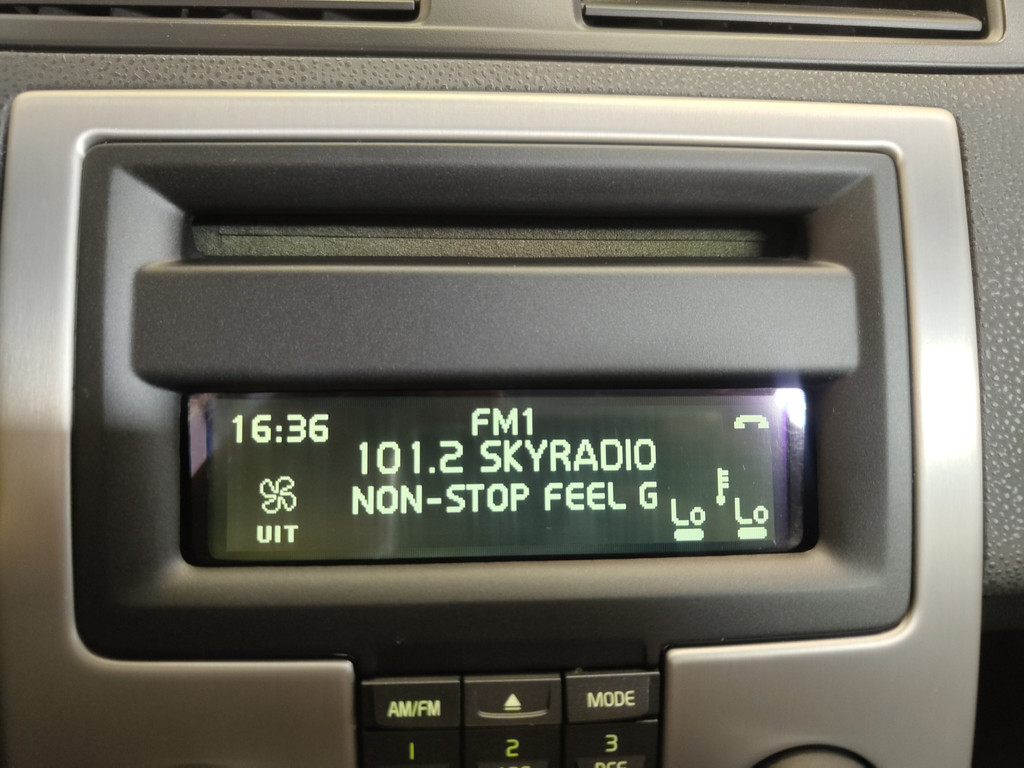 16:36
FM1
101.2 SKYRADIO
NON-STOP FEEL G
Lo Lo
UIT
AM/FM MODE
1 2 3